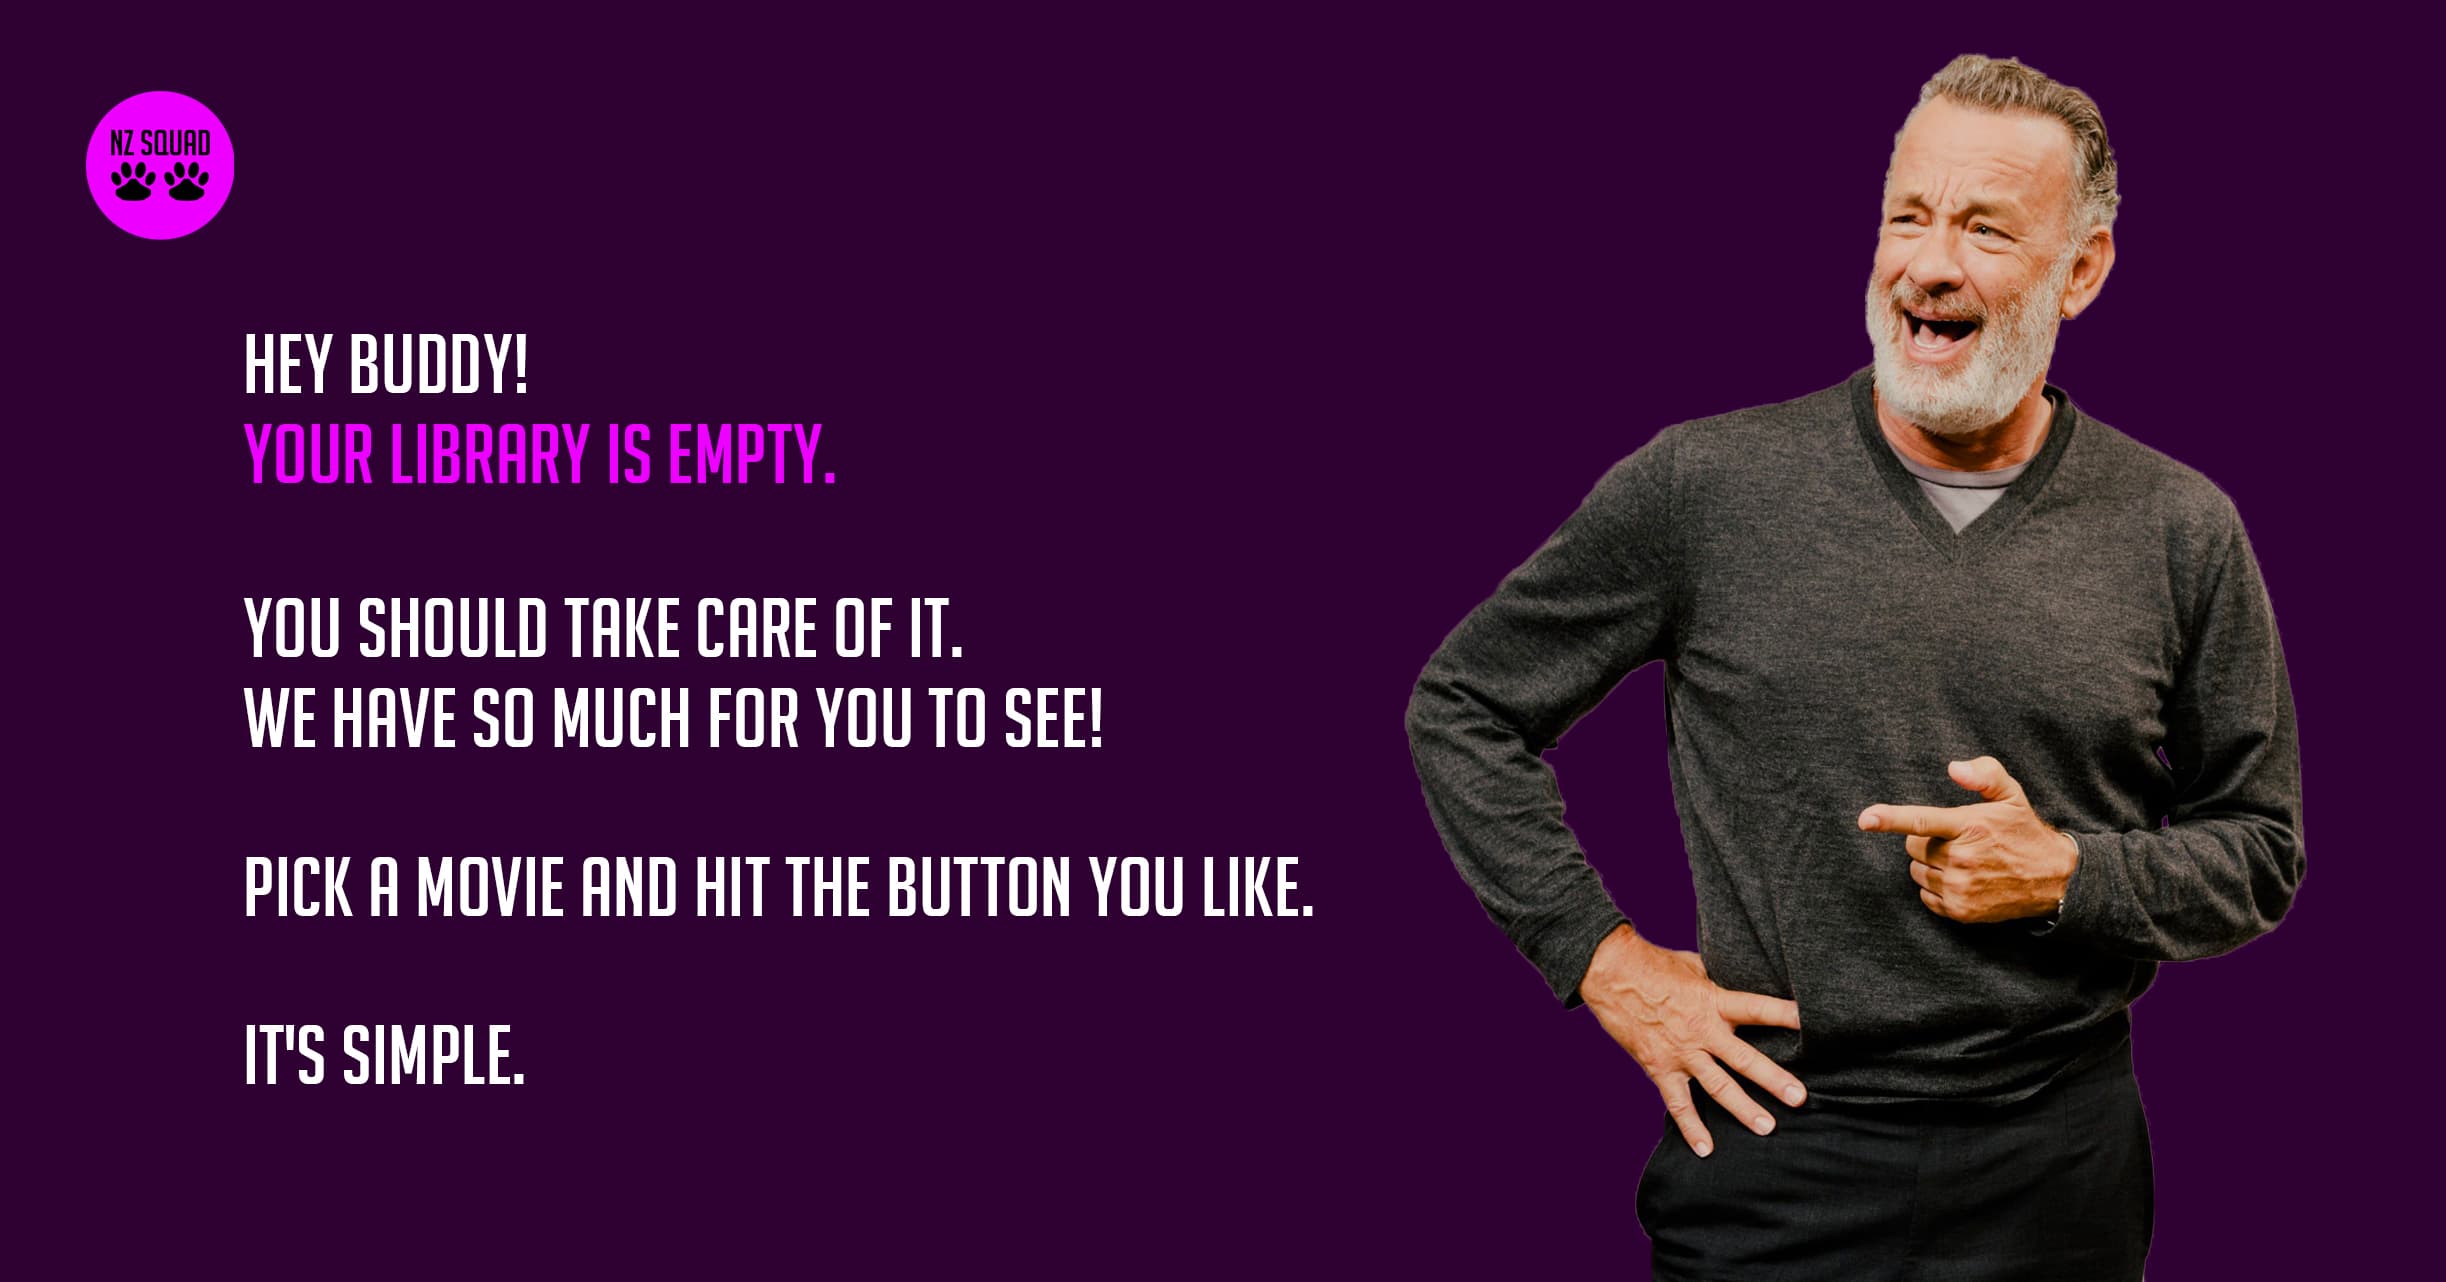 NZ SQUAD
HEY BUDDY!
YOUR LIBRARY IS EMPTY.
YOU SHOULD TAKE CARE OF IT.
WE HAVE SO MUCH FOR YOU TO SEE!
PICK A MOVIE AND HIT THE BUTTON YOU LIKE.
IT'S SIMPLE.